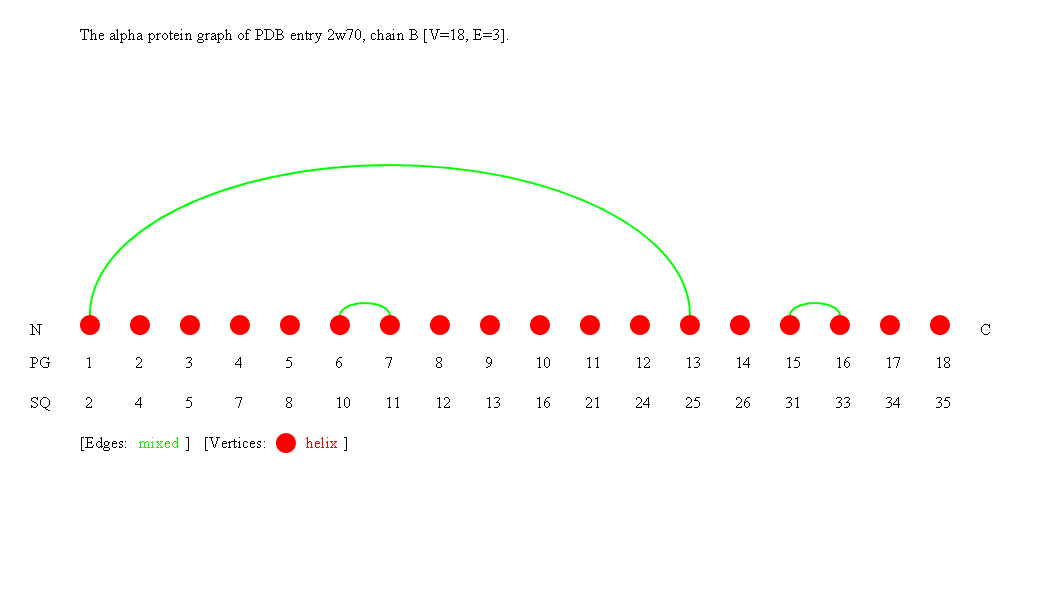 The alpha protein graph of PDB entry 2w70, chain B [V=18, E=3].
N C
PG 1 2 3 4 5 6 7 8 9 10 11 12 13 14 15 16 17 18
SQ 2 4 5 7 8 10 11 12 13 16 21 24 25 26 31 33 34 35
[Edges: mixed ] [Vertices: helix ]